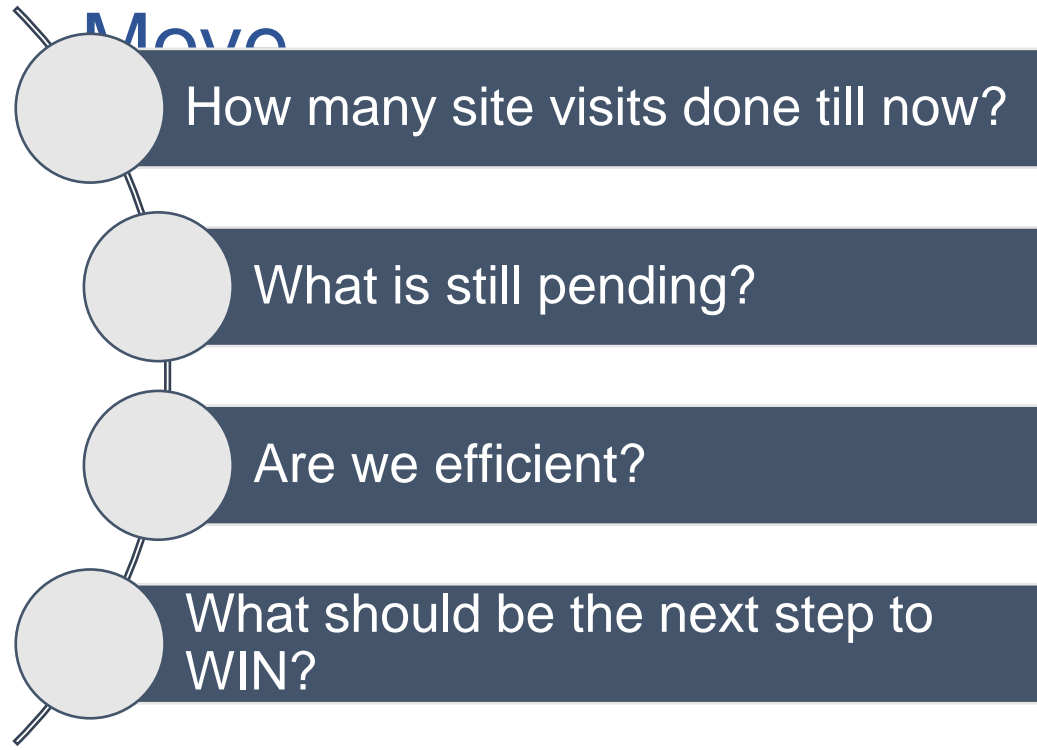 Move
How many site visits done till now?
What is still pending?
Are we efficient?
What should be the next step to
WIN?